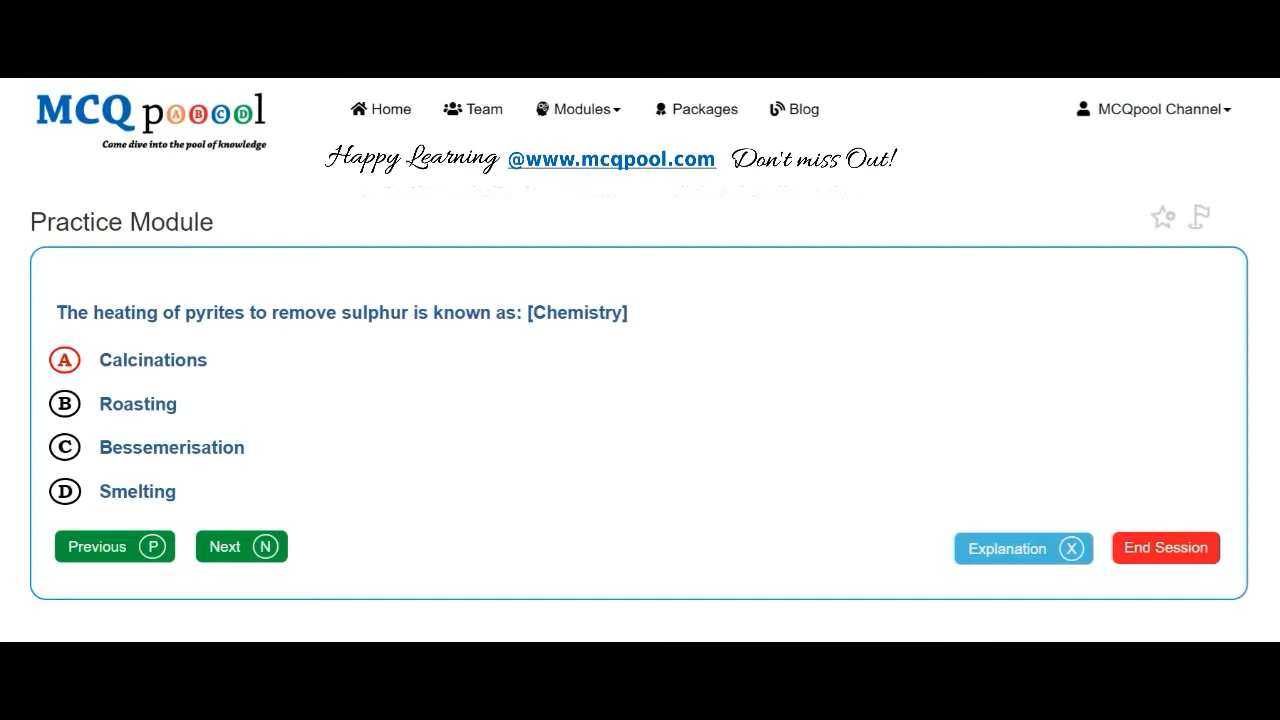 MCQ pooool
Come dive into the pool of knowledge
Home Team Modules Packages Blog MCQpool Channel
Happy Learning @www.mcqpool.com Don't miss Out!
Practice Module
The heating of pyrites to remove sulphur is known as: [Chemistry]
A Calcinations
B Roasting
C Bessemerisation
D Smelting
Previous P Next N Explanation X End Session